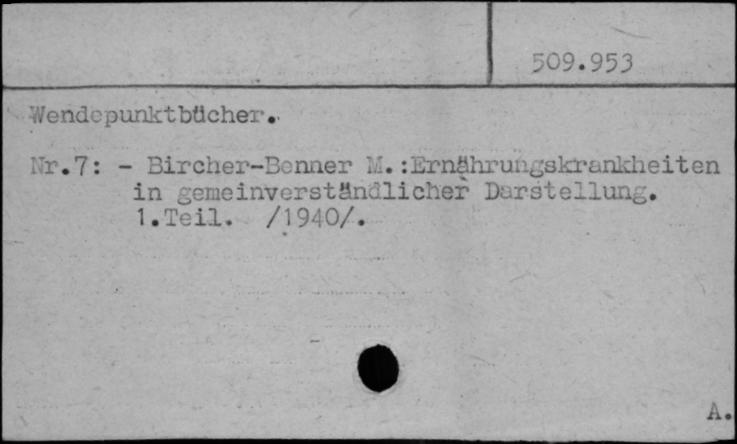 509.953
Wendepunktbücher.
Nr.7: - Bircher-Benner M.:Ernährungskrankheiten
in gemeinverständlicher Darstellung.
1.Teil. /1940/.
A.